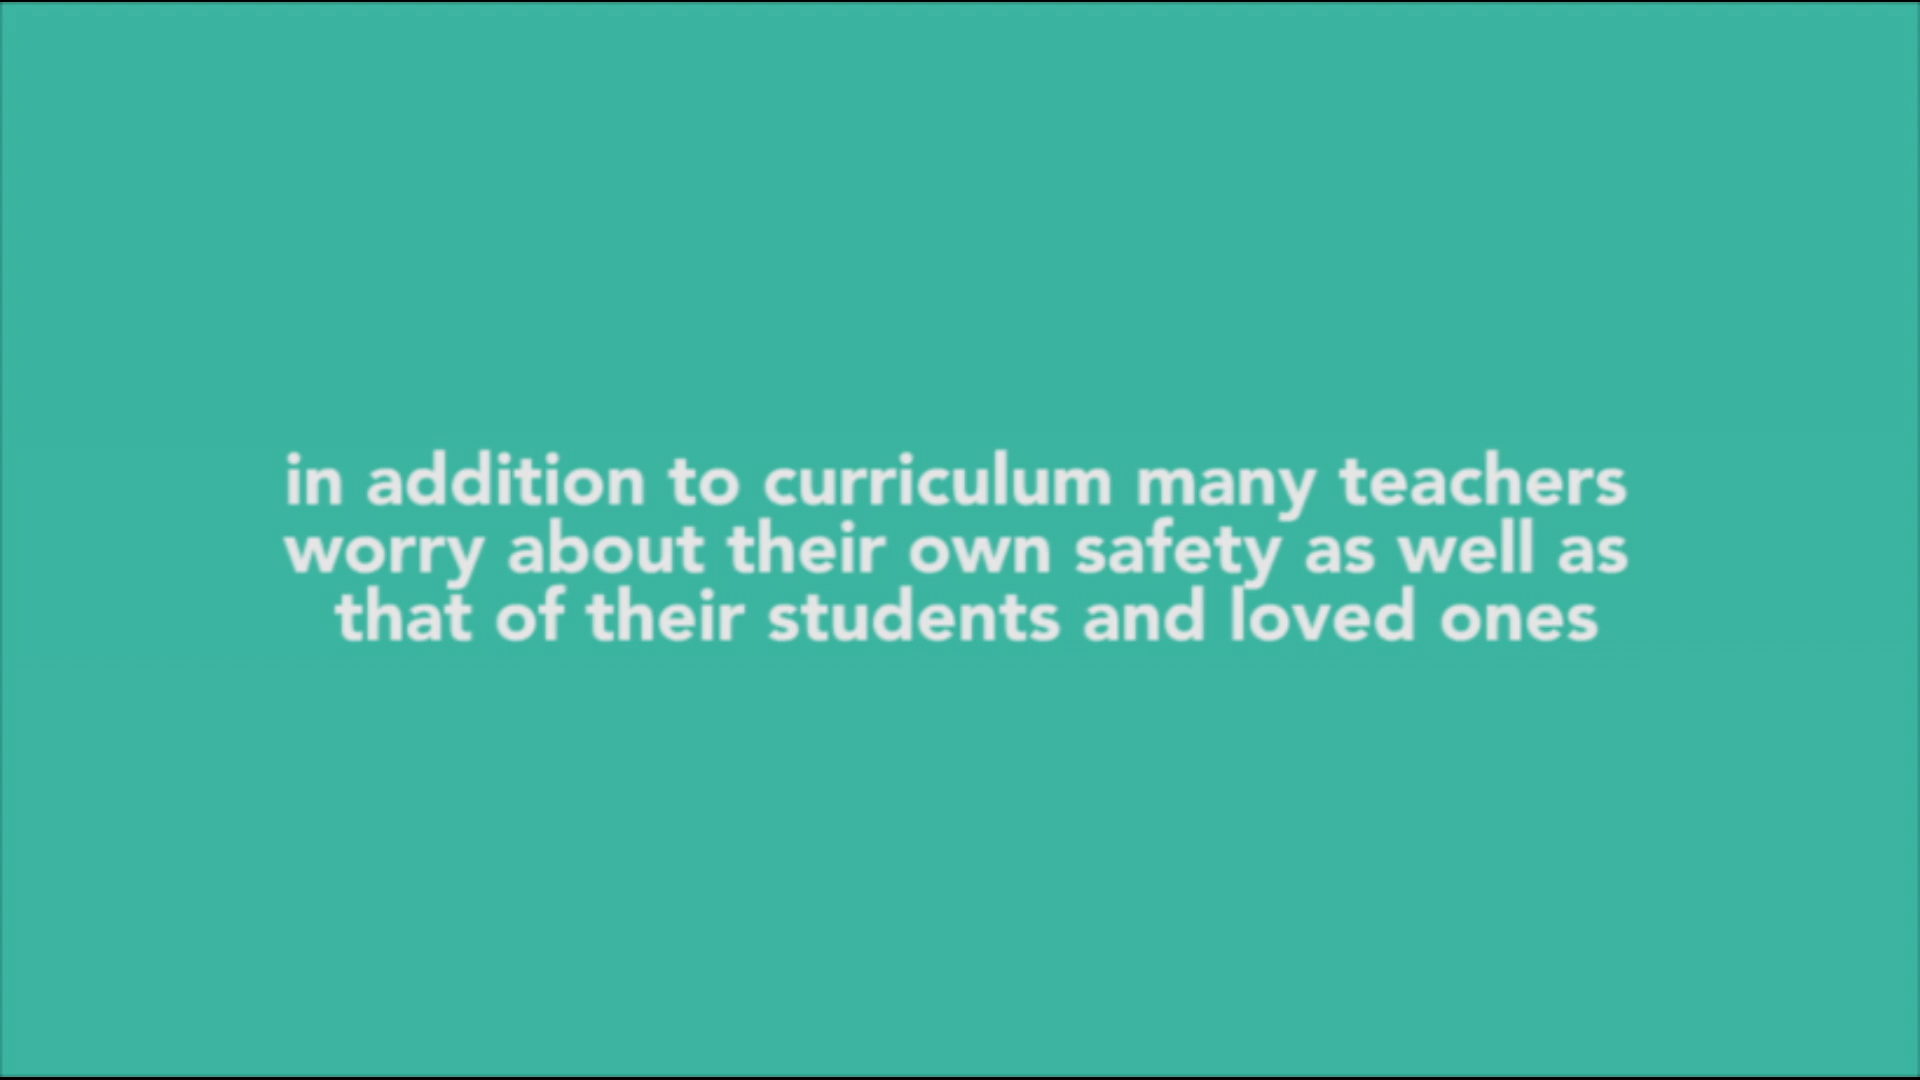 in addition to curriculum many teachers
worry about their own safety as well as
that of their students and loved ones